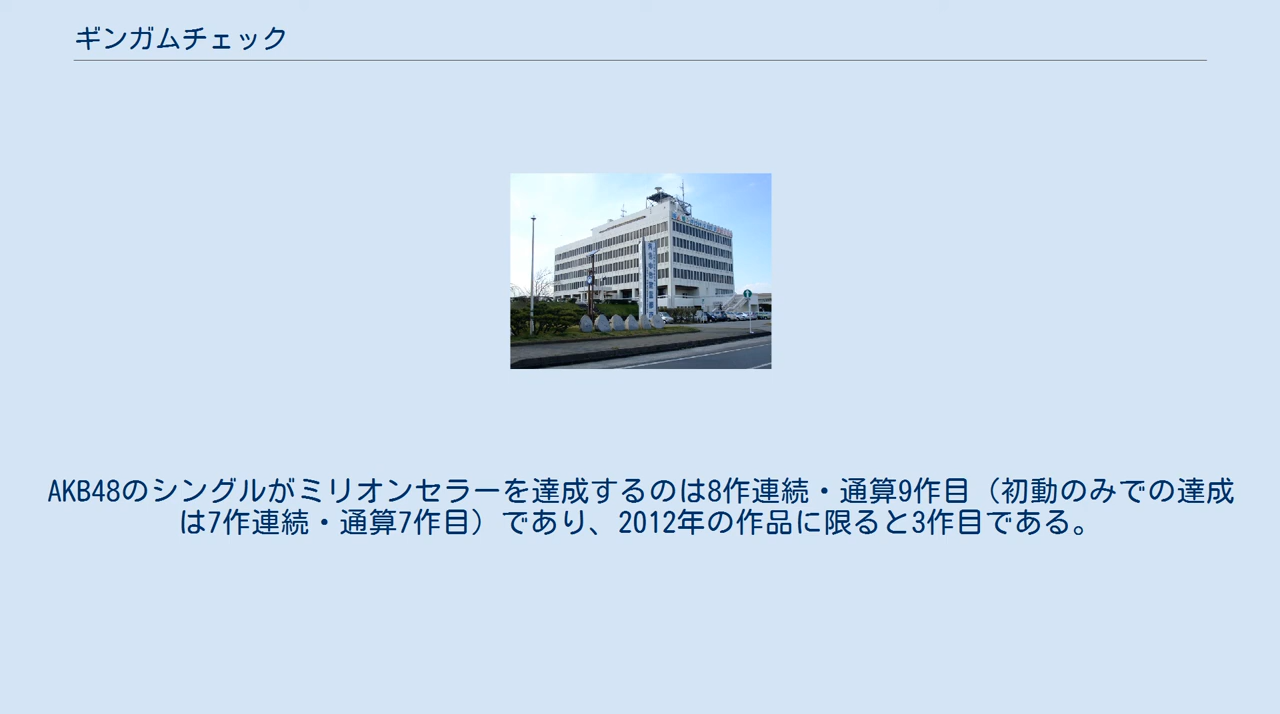 ギンガムチェック
AKB48のシングルがミリオンセラーを達成するのは8作連続・通算9作目（初動のみでの達成
は7作連続・通算7作目）であり、2012年の作品に限ると3作目である。